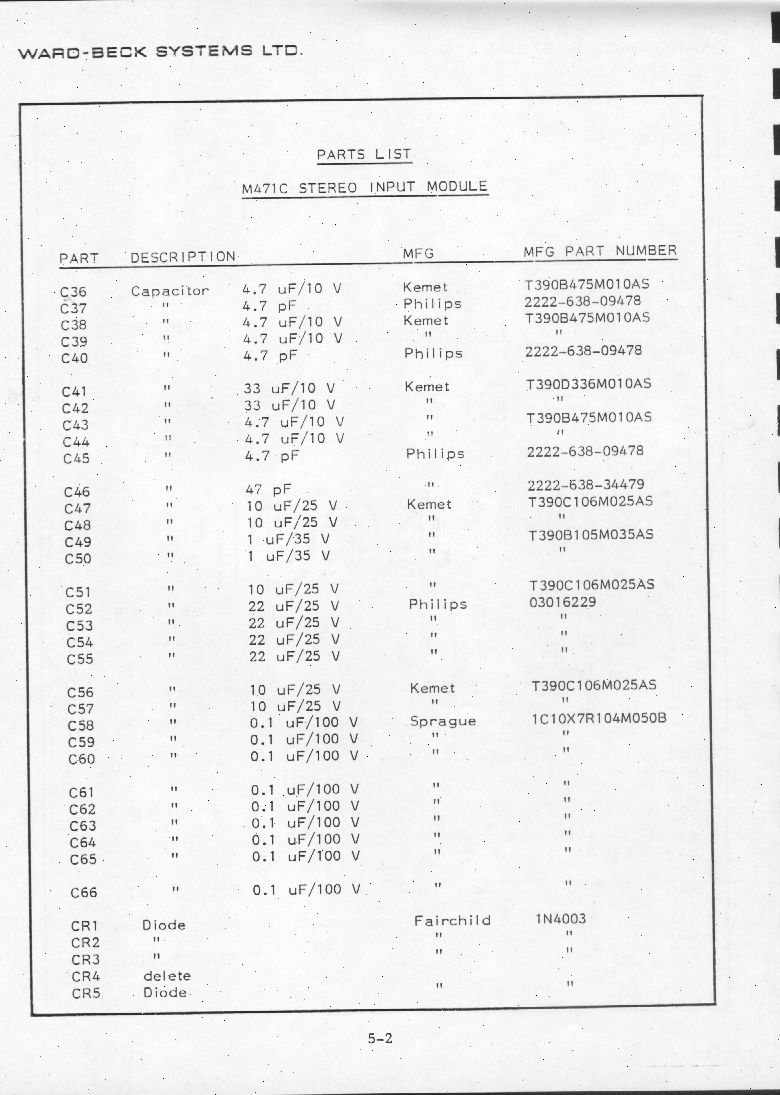 WARD-BECK SYSTEMS LTD.
PARTS LIST
M471C STEREO INPUT MODULE
PART DESCRIPTION MFG MFG PART NUMBER
C36 Capacitor 4.7 uF/10 V Kemet T390B475M010AS
C37 " 4.7 pF Philips 2222-638-09478
C38 " 4.7 uF/10 V Kemet T390B475M010AS
C39 " 4.7 uF/10 V " "
C40 " 4.7 pF Philips 2222-638-09478
C41 " 33 uF/10 V Kemet T390D336M010AS
C42 " 33 uF/10 V " "
C43 " 4.7 uF/10 V " T390B475M010AS
C44 " 4.7 uF/10 V " "
C45 " 4.7 pF Philips 2222-638-09478
C46 " 47 pF " 2222-638-34479
C47 " 10 uF/25 V Kemet T390C106M025AS
C48 " 10 uF/25 V " "
C49 " 1 uF/35 V " T390B105M035AS
C50 " 1 uF/35 V " "
C51 " 10 uF/25 V " T390C106M025AS
C52 " 22 uF/25 V Philips 03016229
C53 " 22 uF/25 V " "
C54 " 22 uF/25 V " "
C55 " 22 uF/25 V " "
C56 " 10 uF/25 V Kemet T390C106M025AS
C57 " 10 uF/25 V " "
C58 " 0.1 uF/100 V Sprague 1C10X7R104M050B
C59 " 0.1 uF/100 V " "
C60 " 0.1 uF/100 V " "
C61 " 0.1 uF/100 V " "
C62 " 0.1 uF/100 V " "
C63 " 0.1 uF/100 V " "
C64 " 0.1 uF/100 V " "
C65 " 0.1 uF/100 V " "
C66 " 0.1 uF/100 V " "
CR1 Diode Fairchild 1N4003
CR2 " " "
CR3 " " "
CR4 delete
CR5 Diode " "
5-2